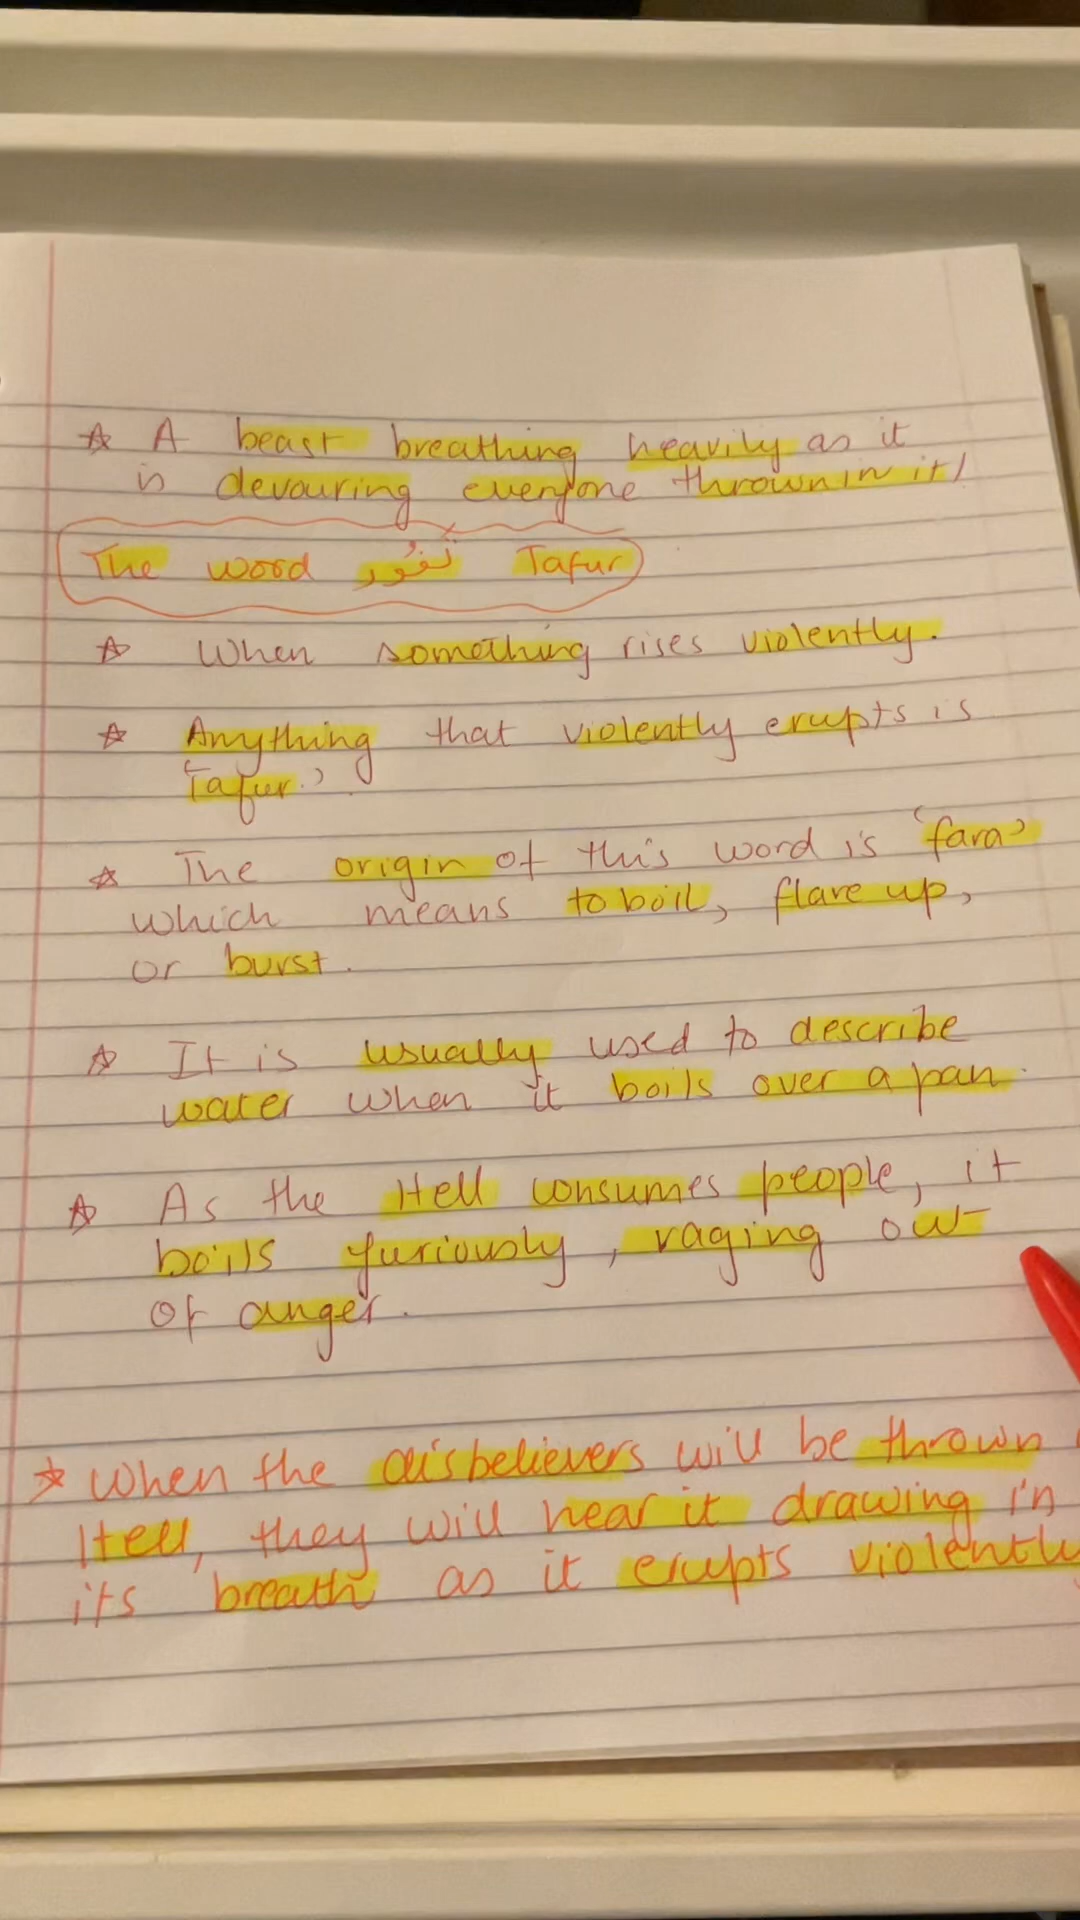 ☆ A beast breathing heavily as it
is devouring everyone thrown in it!
The word تفور Tafur
☆ When something rises violently.
☆ Anything that violently erupts is
'Tafur.'
☆ The origin of this word is 'fara'
which means to boil, flare up,
or burst.
☆ It is usually used to describe
water when it boils over a pan.
☆ As the Hell consumes people, it
boils furiously, raging out
of anger.
☆ When the disbelievers will be thrown
Hell, they will hear it drawing in
its breath as it erupts violently